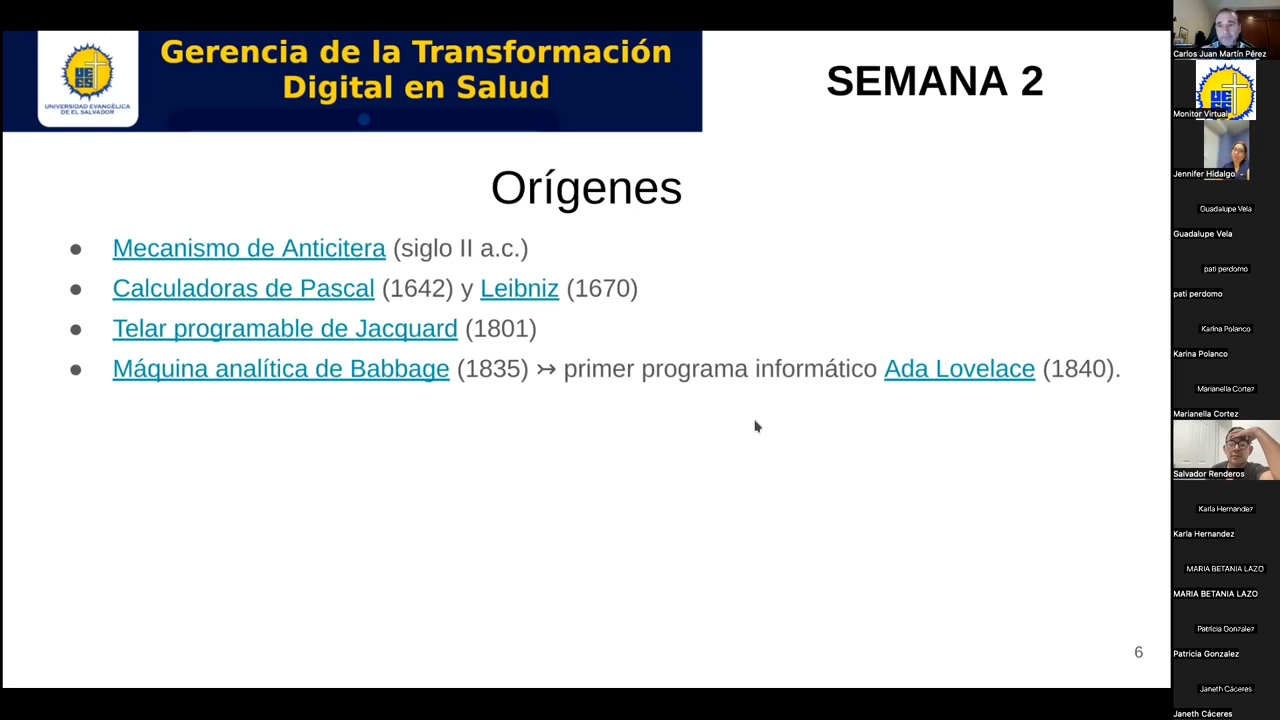 Gerencia de la Transformación
Digital en Salud
UNIVERSIDAD EVANGÉLICA
DE EL SALVADOR
SEMANA 2
Orígenes
● Mecanismo de Anticitera (siglo II a.c.)
● Calculadoras de Pascal (1642) y Leibniz (1670)
● Telar programable de Jacquard (1801)
● Máquina analítica de Babbage (1835) ↣ primer programa informático Ada Lovelace (1840).
6
Carlos Juan Martín Pérez
UEES
Monitor Virtual
Jennifer Hidalgo
Guadalupe Vela
Guadalupe Vela
pati perdomo
pati perdomo
Karina Polanco
Karina Polanco
Marianella Cortez
Marianella Cortez
Salvador Renderos
Karla Hernandez
Karla Hernandez
MARIA BETANIA LAZO
MARIA BETANIA LAZO
Patricia Gonzalez
Patricia Gonzalez
Janeth Cáceres
Janeth Cáceres